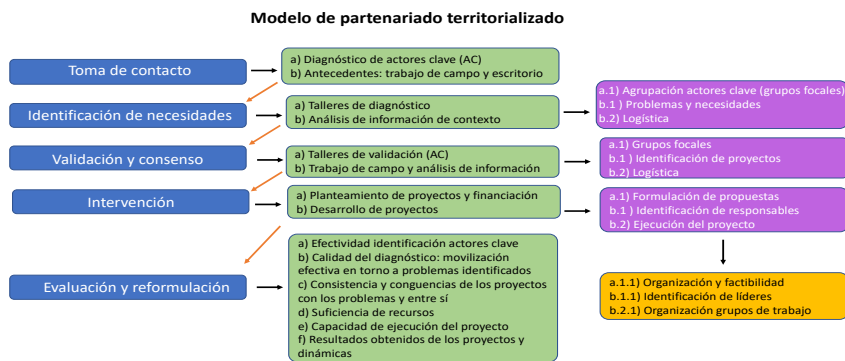 Modelo de partenariado territorializado
Toma de contacto
a) Diagnóstico de actores clave (AC)
b) Antecedentes: trabajo de campo y escritorio
Identificación de necesidades
a) Talleres de diagnóstico
b) Análisis de información de contexto
a.1) Agrupación actores clave (grupos focales)
b.1 ) Problemas y necesidades
b.2) Logística
Validación y consenso
a) Talleres de validación (AC)
b) Trabajo de campo y análisis de información
a.1) Grupos focales
b.1 ) Identificación de proyectos
b.2) Logística
Intervención
a) Planteamiento de proyectos y financiación
b) Desarrollo de proyectos
a.1) Formulación de propuestas
b.1 ) Identificación de responsables
b.2) Ejecución del proyecto
Evaluación y reformulación
a) Efectividad identificación actores clave
b) Calidad del diagnóstico: movilización
efectiva en torno a problemas identificados
c) Consistencia y conguencias de los proyectos
con los problemas y entre sí
d) Suficiencia de recursos
e) Capacidad de ejecución del proyecto
f) Resultados obtenidos de los proyectos y
dinámicas
a.1.1) Organización y factibilidad
b.1.1) Identificación de líderes
b.2.1) Organización grupos de trabajo